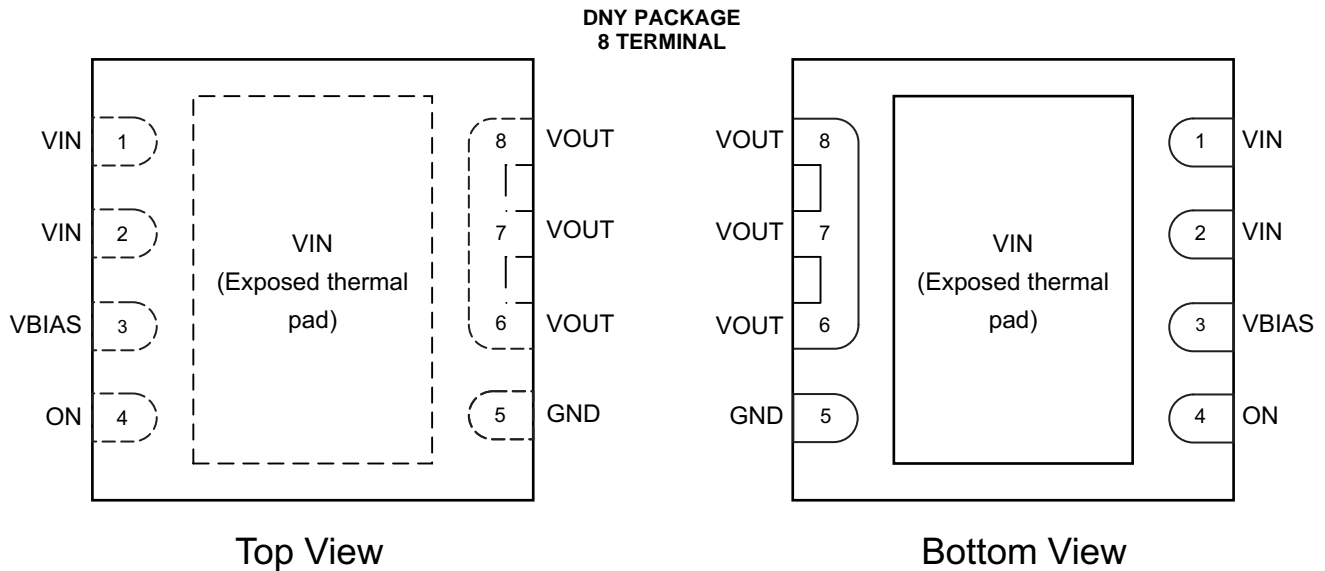 DNY PACKAGE
8 TERMINAL
VIN 1 8 VOUT
VIN 2 7 VOUT
VBIAS 3 6 VOUT
ON 4 5 GND
VIN
(Exposed thermal
pad)
Top View
VOUT 8 1 VIN
VOUT 7 2 VIN
VOUT 6 3 VBIAS
GND 5 4 ON
VIN
(Exposed thermal
pad)
Bottom View